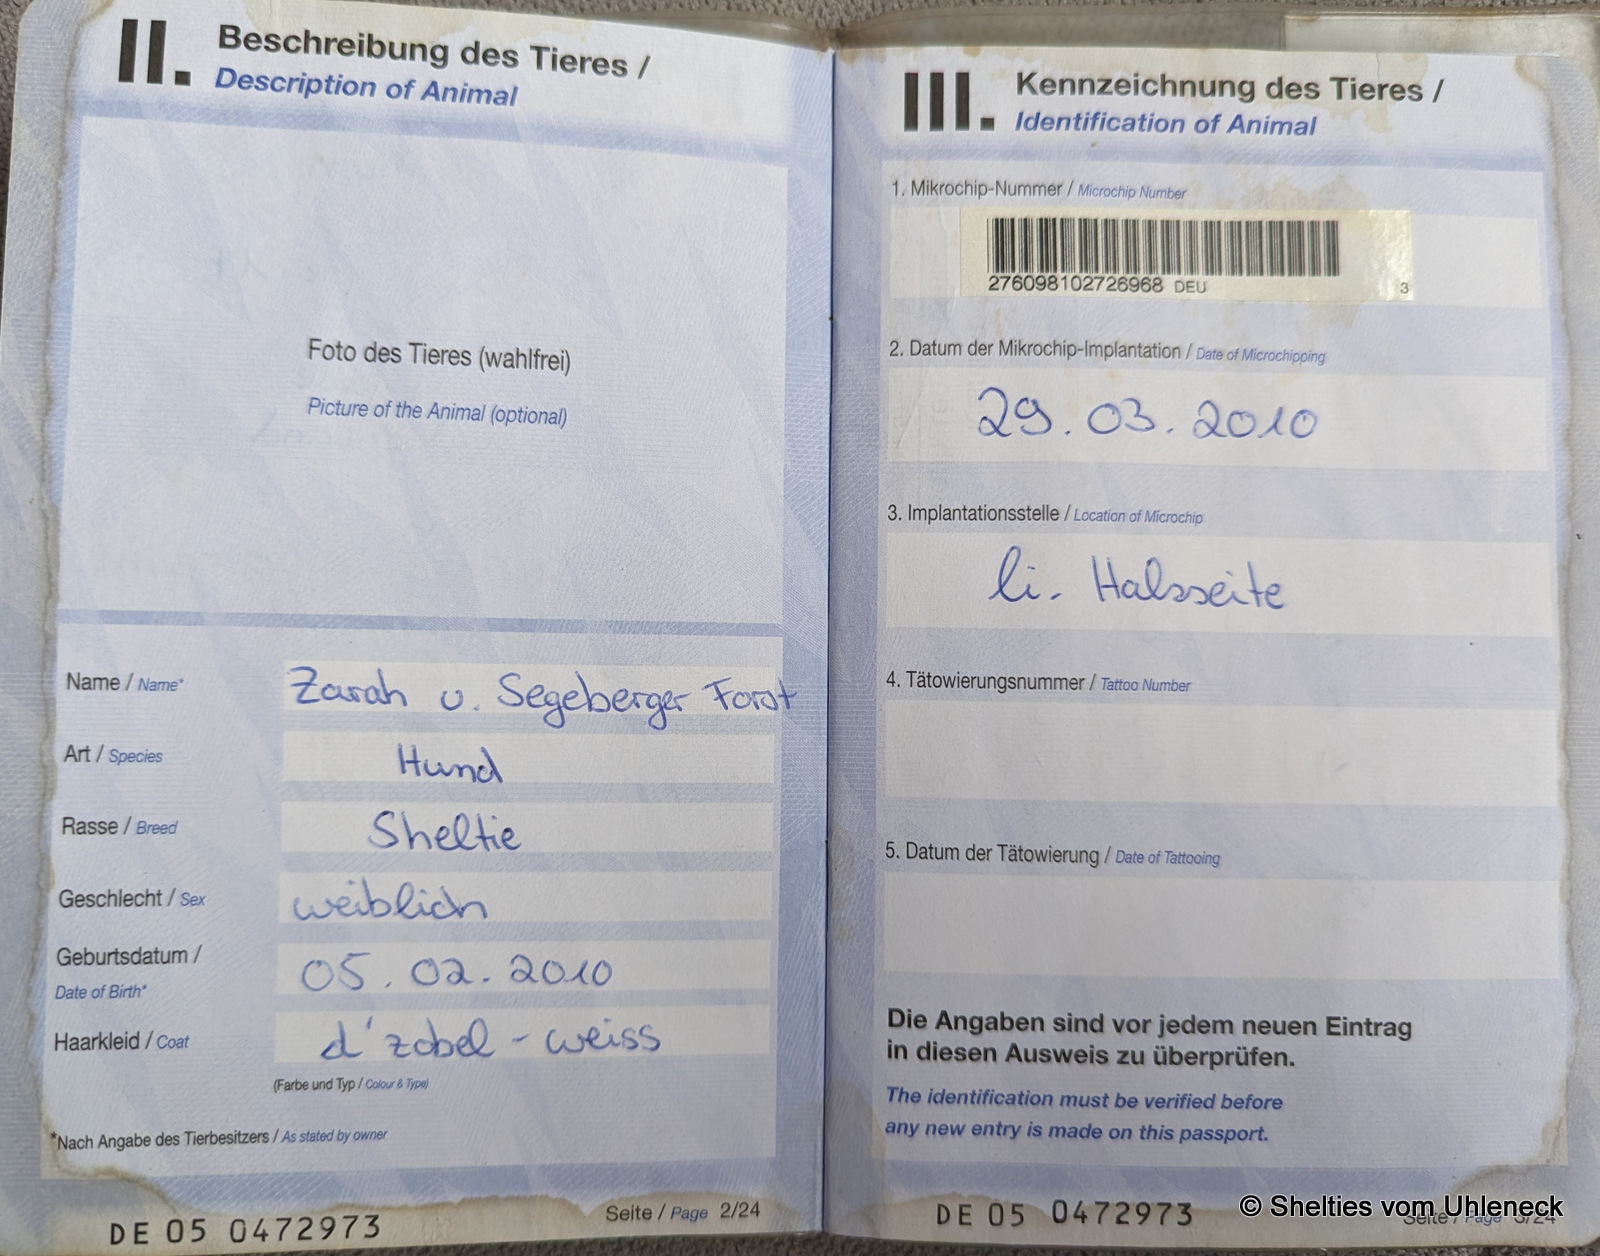 II.
Beschreibung des Tieres /
Description of Animal
Foto des Tieres (wahlfrei)
Picture of the Animal (optional)
Name / Name* Zarah v. Segeberger Forst
Art / Species Hund
Rasse / Breed Sheltie
Geschlecht / Sex weiblich
Geburtsdatum /
Date of Birth* 05.02.2010
Haarkleid / Coat d'zobel - weiss
(Farbe und Typ / Colour & Type)
*Nach Angabe des Tierbesitzers / As stated by owner
Seite / Page 2/24
DE 05 0472973
III.
Kennzeichnung des Tieres /
Identification of Animal
1. Mikrochip-Nummer / Microchip Number
276098102726968 DEU 3
2. Datum der Mikrochip-Implantation / Date of Microchipping
29.03.2010
3. Implantationsstelle / Location of Microchip
li. Halsseite
4. Tätowierungsnummer / Tattoo Number
5. Datum der Tätowierung / Date of Tattooing
Die Angaben sind vor jedem neuen Eintrag
in diesen Ausweis zu überprüfen.
The identification must be verified before
any new entry is made on this passport.
DE 05 0472973
Seite / Page 3/24
© Shelties vom Uhleneck